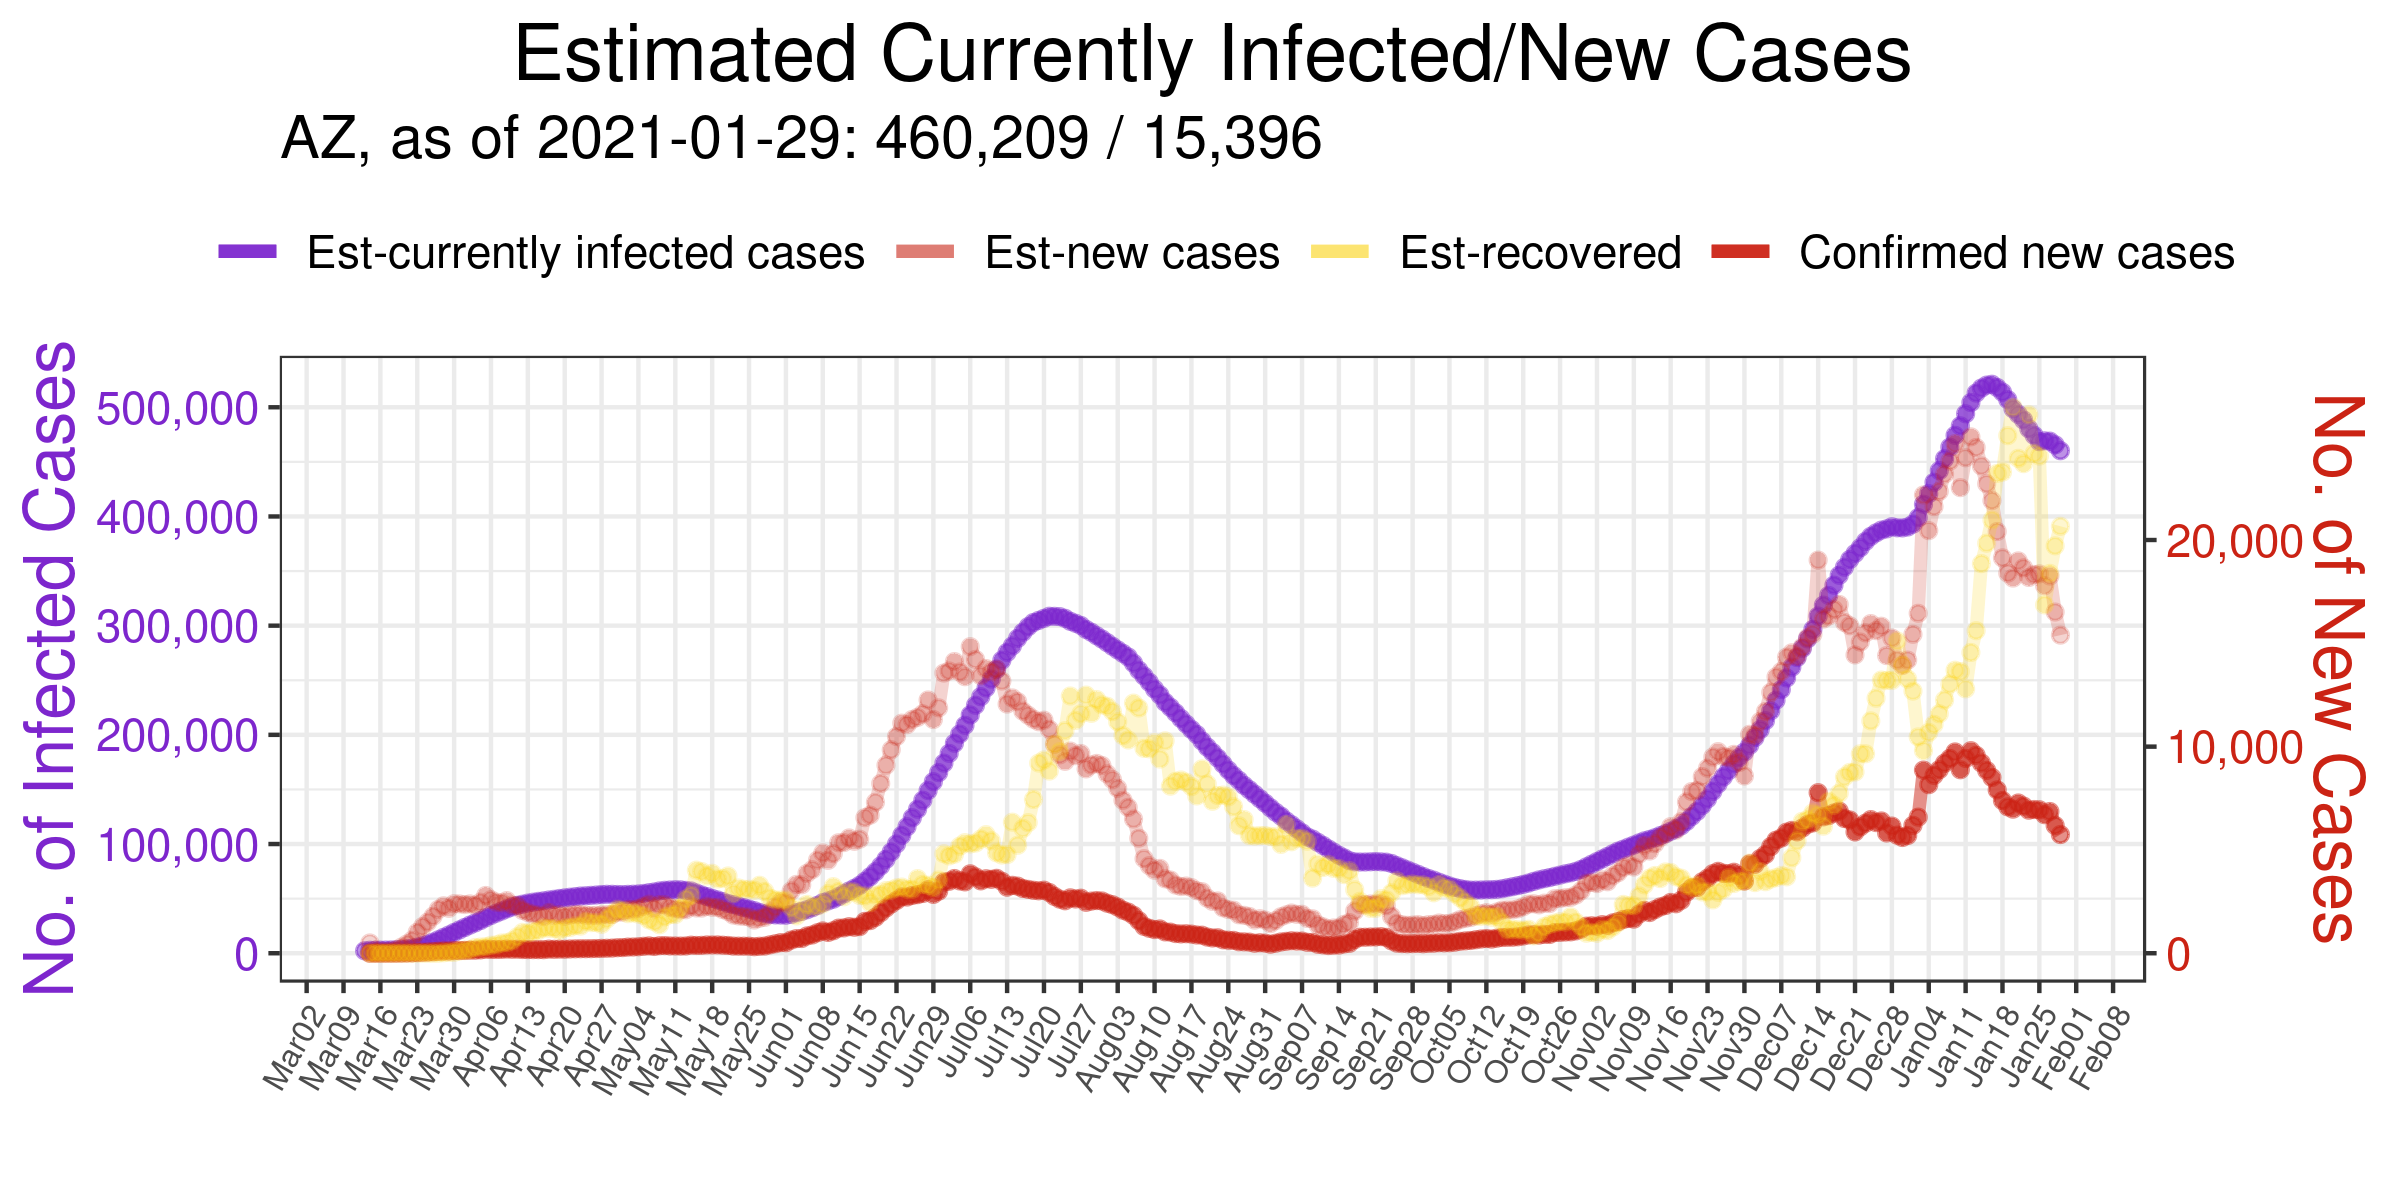 Estimated Currently Infected/New Cases
AZ, as of 2021-01-29: 460,209 / 15,396
Est-currently infected cases
Est-new cases
Est-recovered
Confirmed new cases
No. of Infected Cases
500,000
400,000
300,000
200,000
100,000
0
20,000
10,000
0
No. of New Cases
Mar02
Mar09
Mar16
Mar23
Mar30
Apr06
Apr13
Apr20
Apr27
May04
May11
May18
May25
Jun01
Jun08
Jun15
Jun22
Jun29
Jul06
Jul13
Jul20
Jul27
Aug03
Aug10
Aug17
Aug24
Aug31
Sep07
Sep14
Sep21
Sep28
Oct05
Oct12
Oct19
Oct26
Nov02
Nov09
Nov16
Nov23
Nov30
Dec07
Dec14
Dec21
Dec28
Jan04
Jan11
Jan18
Jan25
Feb01
Feb08